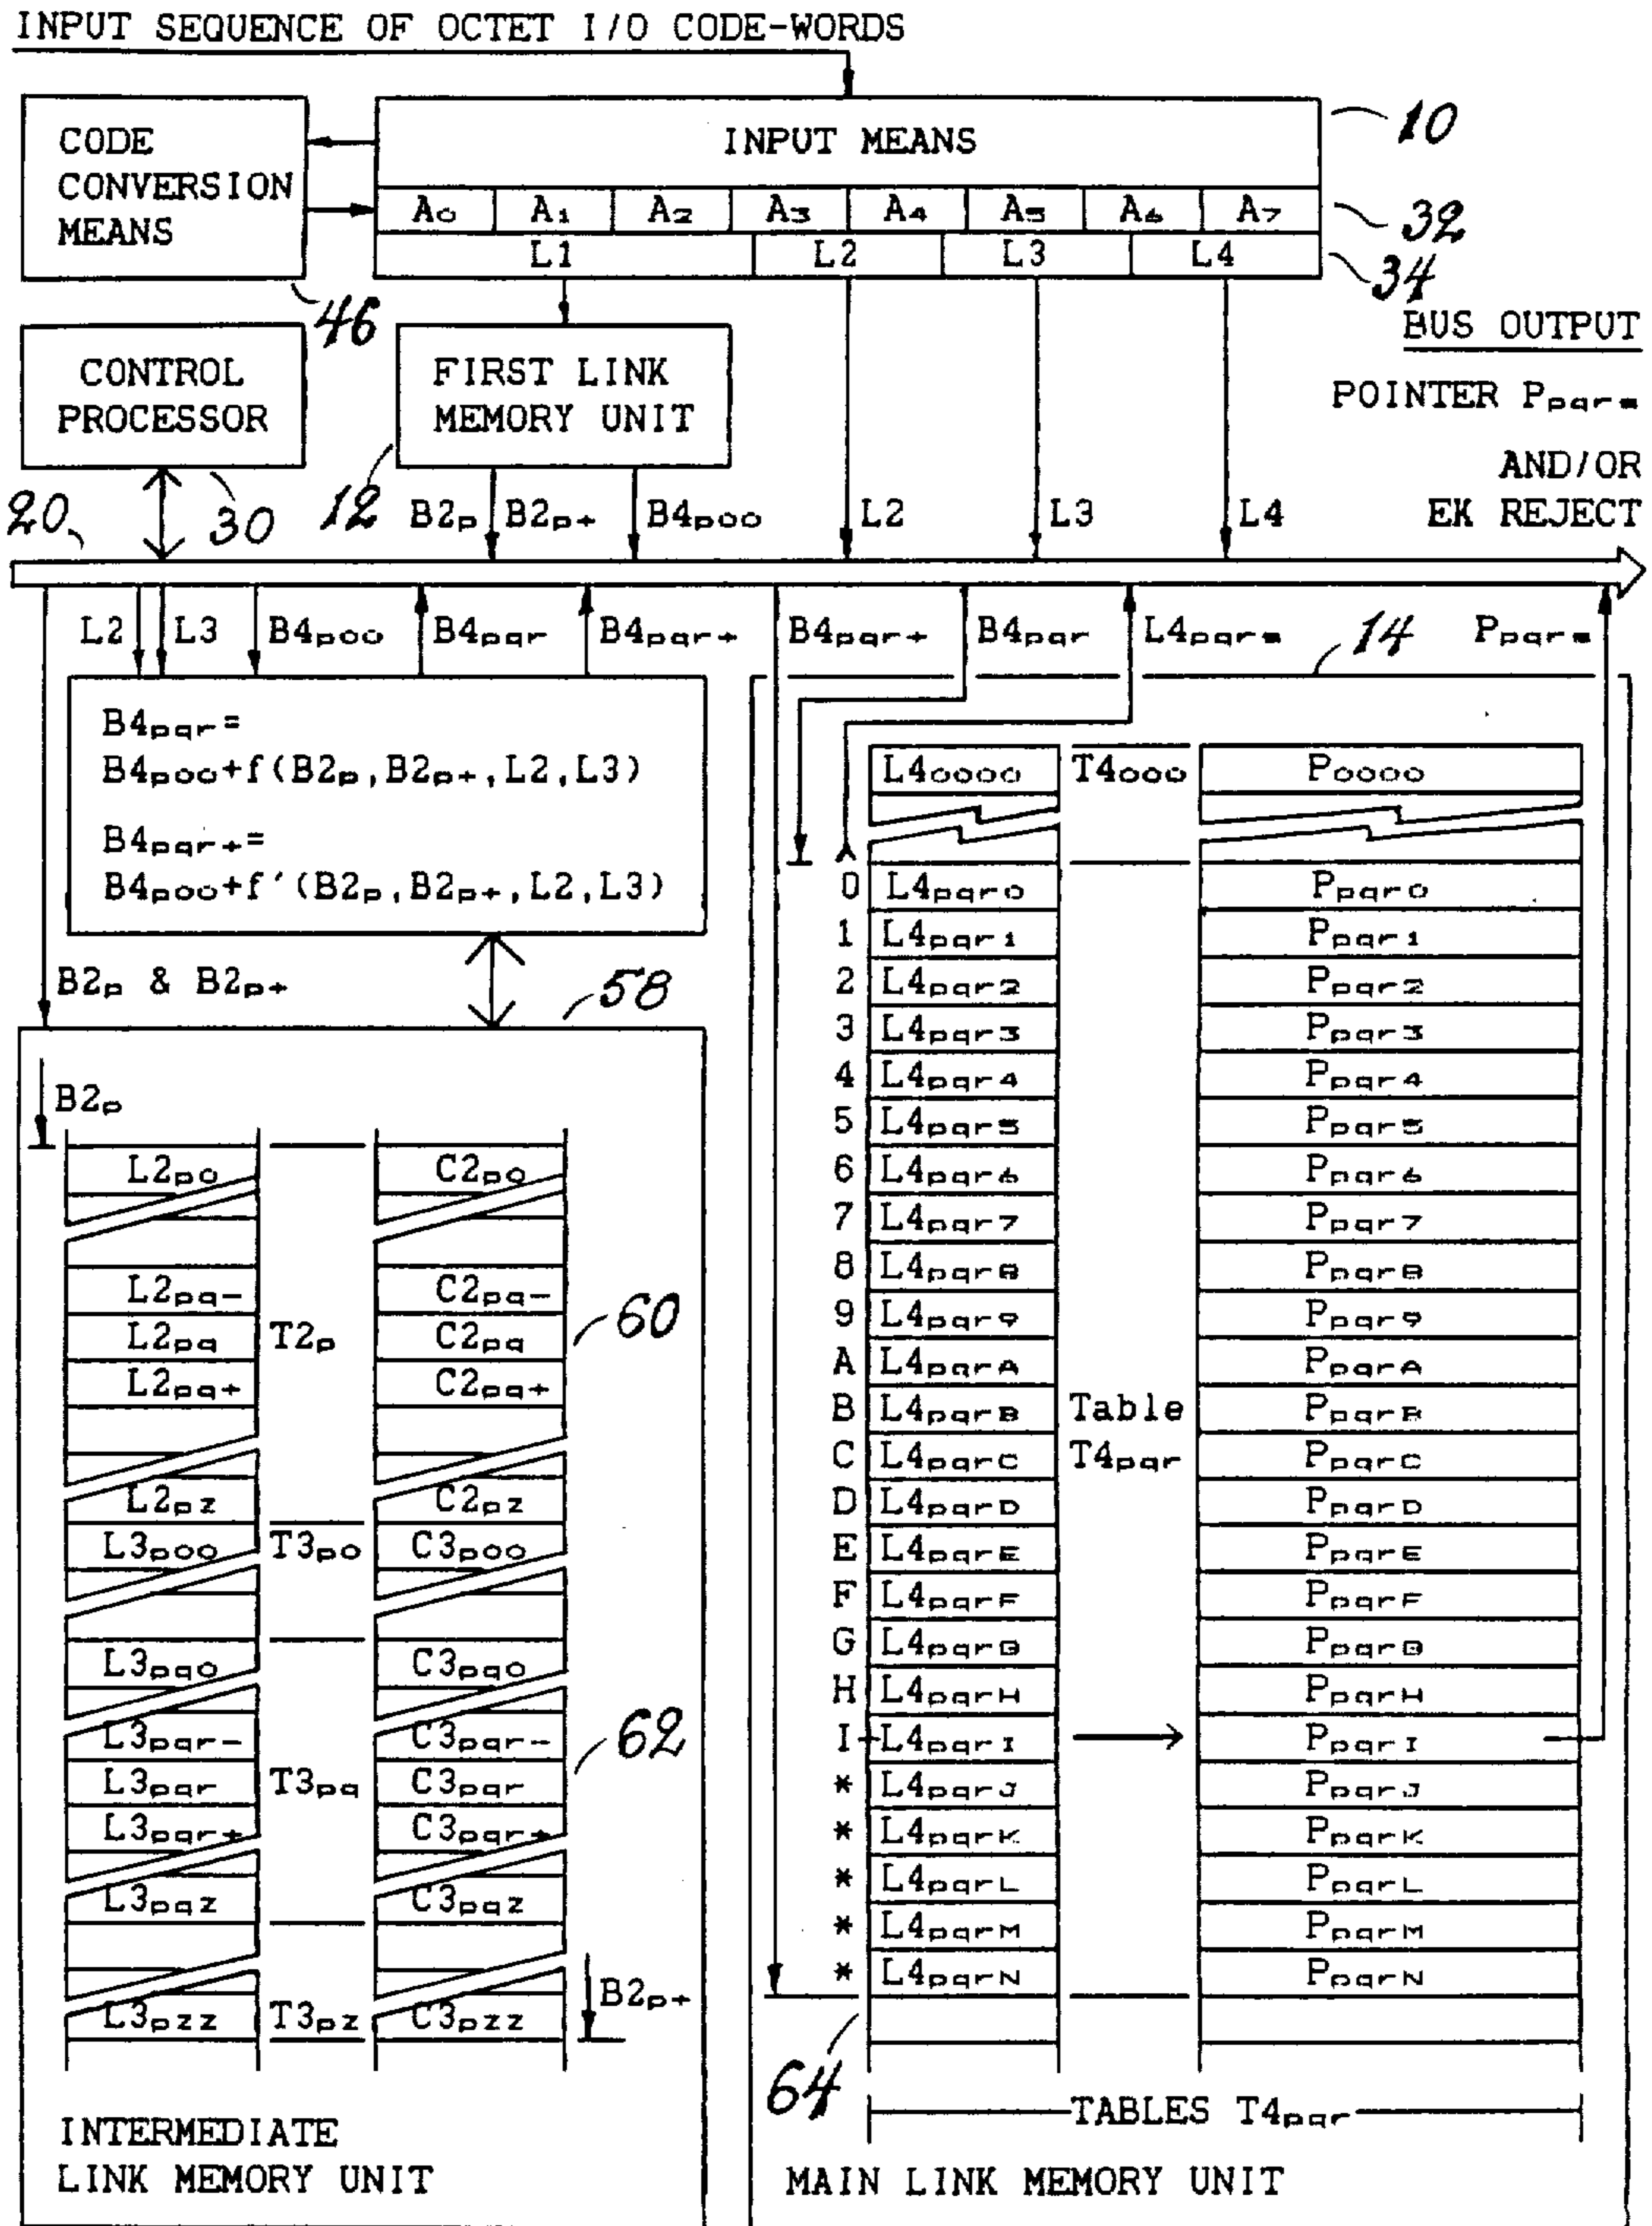 INPUT SEQUENCE OF OCTET I/O CODE-WORDS
CODE
CONVERSION
MEANS
INPUT MEANS
10
A0 A1 A2 A3 A4 A5 A6 A7
32
L1 L2 L3 L4
34
46
CONTROL
PROCESSOR
FIRST LINK
MEMORY UNIT
BUS OUTPUT
POINTER Ppqrm
AND/OR
EK REJECT
20
30
12
B2p B2p+ B4poo L2 L3 L4
L2 L3 B4poo B4pqr B4pqr+ B4pqr+ B4pqr L4pqrm Ppqrm
14
B4pqr=
B4poo+f(B2p,B2p+,L2,L3)
B4pqr+=
B4poo+f'(B2p,B2p+,L2,L3)
B2p & B2p+
58
B2p
L2po C2po
L2pq- C2pq-
L2pq T2p C2pq
60
L2pq+ C2pq+
L2pz C2pz
L3poo T3po C3poo
L3pqo C3pqo
L3pqr- C3pqr-
62
L3pqr T3pq C3pqr
L3pqr+ C3pqr+
L3pqz C3pqz
B2p+
L3pzz T3pz C3pzz
INTERMEDIATE
LINK MEMORY UNIT
L4oooo T4ooo Poooo
0 L4pqro Ppqro
1 L4pqr1 Ppqr1
2 L4pqr2 Ppqr2
3 L4pqr3 Ppqr3
4 L4pqr4 Ppqr4
5 L4pqr5 Ppqr5
6 L4pqr6 Ppqr6
7 L4pqr7 Ppqr7
8 L4pqr8 Ppqr8
9 L4pqr9 Ppqr9
A L4pqrA PpqrA
B L4pqrB Table PpqrB
C L4pqrC T4pqr PpqrC
D L4pqrD PpqrD
E L4pqrE PpqrE
F L4pqrF PpqrF
G L4pqrG PpqrG
H L4pqrH PpqrH
I L4pqrI PpqrI
* L4pqrJ PpqrJ
* L4pqrK PpqrK
* L4pqrL PpqrL
* L4pqrM PpqrM
* L4pqrN PpqrN
64
TABLES T4pqr
MAIN LINK MEMORY UNIT